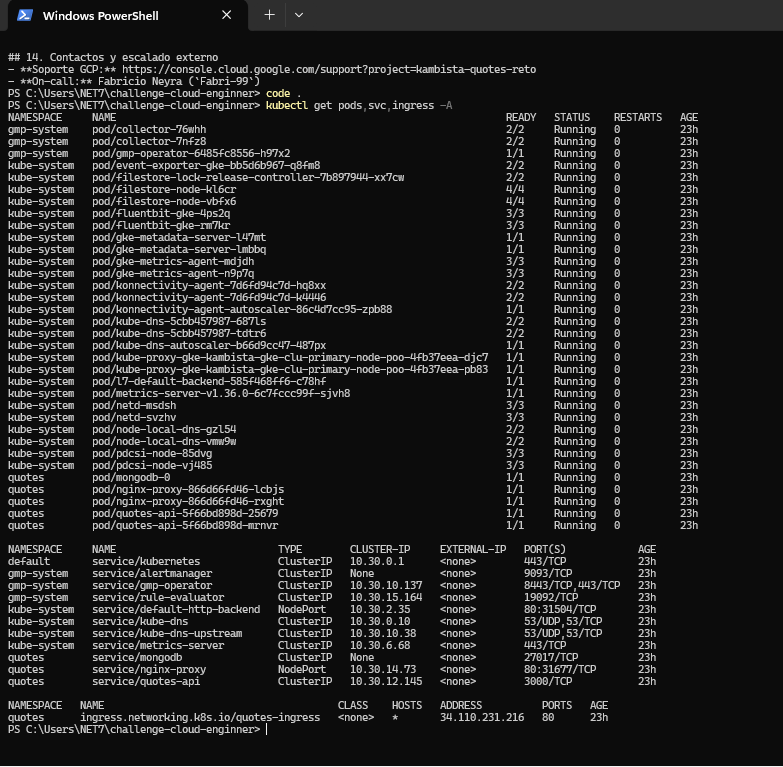 Windows PowerShell
## 14. Contactos y escalado externo
- **Soporte GCP:** https://console.cloud.google.com/support?project=kambista-quotes-reto
- **On-call:** Fabricio Neyra (`Fabri-99`)
PS C:\Users\NET7\challenge-cloud-enginner> code .
PS C:\Users\NET7\challenge-cloud-enginner> kubectl get pods,svc,ingress -A
NAMESPACE NAME READY STATUS RESTARTS AGE
gmp-system pod/collector-76whh 2/2 Running 0 23h
gmp-system pod/collector-7nfz8 2/2 Running 0 23h
gmp-system pod/gmp-operator-6485fc8556-h97x2 1/1 Running 0 23h
kube-system pod/event-exporter-gke-bb5d6b967-q8fm8 2/2 Running 0 23h
kube-system pod/filestore-lock-release-controller-7b897944-xx7cw 2/2 Running 0 23h
kube-system pod/filestore-node-kl6cr 4/4 Running 0 23h
kube-system pod/filestore-node-vbfx6 4/4 Running 0 23h
kube-system pod/fluentbit-gke-4ps2q 3/3 Running 0 23h
kube-system pod/fluentbit-gke-rm7kr 3/3 Running 0 23h
kube-system pod/gke-metadata-server-l47mt 1/1 Running 0 23h
kube-system pod/gke-metadata-server-lmbbq 1/1 Running 0 23h
kube-system pod/gke-metrics-agent-mdjdh 3/3 Running 0 23h
kube-system pod/gke-metrics-agent-n9p7q 3/3 Running 0 23h
kube-system pod/konnectivity-agent-7d6fd94c7d-hq8xx 2/2 Running 0 23h
kube-system pod/konnectivity-agent-7d6fd94c7d-k4446 2/2 Running 0 23h
kube-system pod/konnectivity-agent-autoscaler-86c4d7cc95-zpb88 1/1 Running 0 23h
kube-system pod/kube-dns-5cbb457987-687ls 2/2 Running 0 23h
kube-system pod/kube-dns-5cbb457987-tdtr6 2/2 Running 0 23h
kube-system pod/kube-dns-autoscaler-b66d9cc47-487px 1/1 Running 0 23h
kube-system pod/kube-proxy-gke-kambista-gke-clu-primary-node-poo-4fb37eea-djc7 1/1 Running 0 23h
kube-system pod/kube-proxy-gke-kambista-gke-clu-primary-node-poo-4fb37eea-pb83 1/1 Running 0 23h
kube-system pod/l7-default-backend-585f468ff6-c78hf 1/1 Running 0 23h
kube-system pod/metrics-server-v1.36.0-6c7fccc99f-sjvh8 1/1 Running 0 23h
kube-system pod/netd-msdsh 3/3 Running 0 23h
kube-system pod/netd-svzhv 3/3 Running 0 23h
kube-system pod/node-local-dns-gzl54 2/2 Running 0 23h
kube-system pod/node-local-dns-vmw9w 2/2 Running 0 23h
kube-system pod/pdcsi-node-85dvg 3/3 Running 0 23h
kube-system pod/pdcsi-node-vj485 3/3 Running 0 23h
quotes pod/mongodb-0 1/1 Running 0 23h
quotes pod/nginx-proxy-866d66fd46-lcbjs 1/1 Running 0 23h
quotes pod/nginx-proxy-866d66fd46-rxght 1/1 Running 0 23h
quotes pod/quotes-api-5f66bd898d-25679 1/1 Running 0 23h
quotes pod/quotes-api-5f66bd898d-mrnvr 1/1 Running 0 23h
NAMESPACE NAME TYPE CLUSTER-IP EXTERNAL-IP PORT(S) AGE
default service/kubernetes ClusterIP 10.30.0.1 <none> 443/TCP 23h
gmp-system service/alertmanager ClusterIP None <none> 9093/TCP 23h
gmp-system service/gmp-operator ClusterIP 10.30.10.137 <none> 8443/TCP,443/TCP 23h
gmp-system service/rule-evaluator ClusterIP 10.30.15.164 <none> 19092/TCP 23h
kube-system service/default-http-backend NodePort 10.30.2.35 <none> 80:31504/TCP 23h
kube-system service/kube-dns ClusterIP 10.30.0.10 <none> 53/UDP,53/TCP 23h
kube-system service/kube-dns-upstream ClusterIP 10.30.10.38 <none> 53/UDP,53/TCP 23h
kube-system service/metrics-server ClusterIP 10.30.6.68 <none> 443/TCP 23h
quotes service/mongodb ClusterIP None <none> 27017/TCP 23h
quotes service/nginx-proxy NodePort 10.30.14.73 <none> 80:31677/TCP 23h
quotes service/quotes-api ClusterIP 10.30.12.145 <none> 3000/TCP 23h
NAMESPACE NAME CLASS HOSTS ADDRESS PORTS AGE
quotes ingress.networking.k8s.io/quotes-ingress <none> * 34.110.231.216 80 23h
PS C:\Users\NET7\challenge-cloud-enginner>